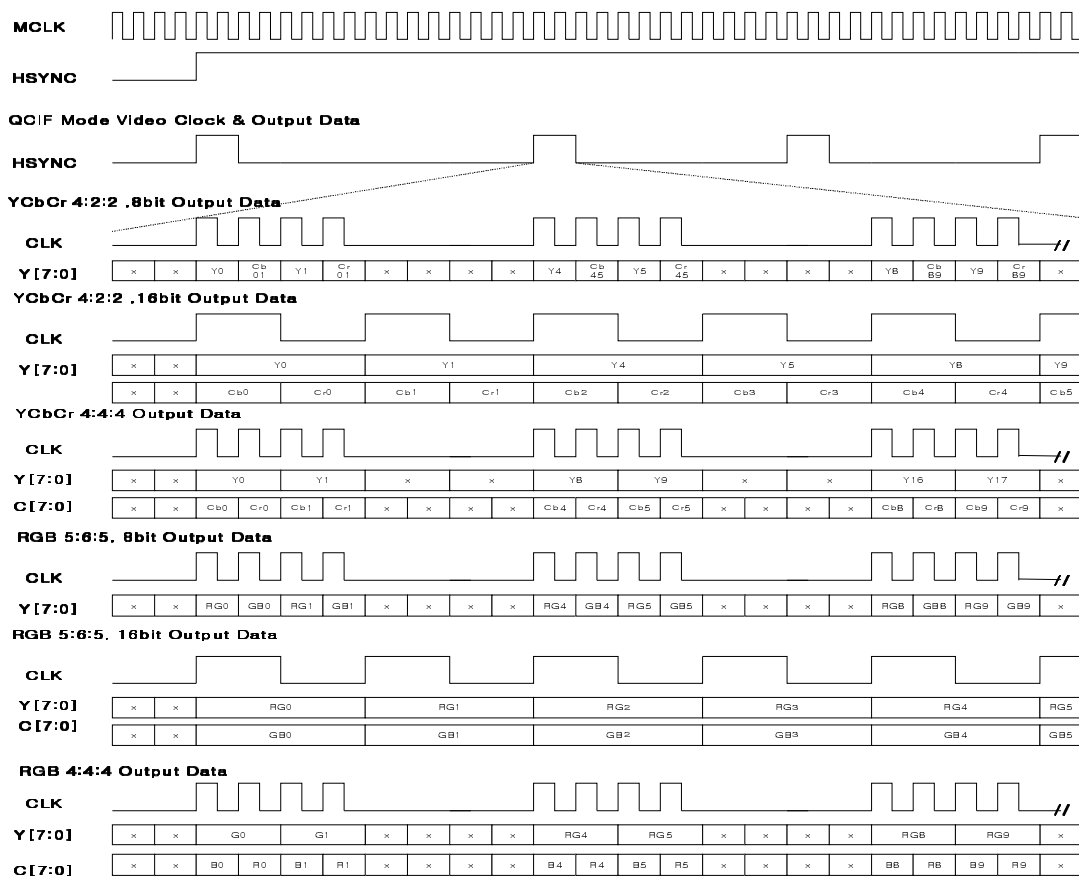 MCLK
HSYNC
QCIF Mode Video Clock & Output Data
HSYNC
YCbCr 4:2:2 ,8bit Output Data
CLK
Y[7:0] × × Y0 Cb 01 Y1 Cr 01 × × × × Y4 Cb 45 Y5 Cr 45 × × × × Y8 Cb 89 Y9 Cr 89 ×
YCbCr 4:2:2 ,16bit Output Data
CLK
Y[7:0] × × Y0 Y1 Y4 Y5 Y8 Y9
× × Cb0 Cr0 Cb1 Cr1 Cb2 Cr2 Cb3 Cr3 Cb4 Cr4 Cb5
YCbCr 4:4:4 Output Data
CLK
Y[7:0] × × Y0 Y1 × × Y8 Y9 × × Y16 Y17 ×
C[7:0] × × Cb0 Cr0 Cb1 Cr1 × × × × Cb4 Cr4 Cb5 Cr5 × × × × Cb8 Cr8 Cb9 Cr9 ×
RGB 5:6:5, 8bit Output Data
CLK
Y[7:0] × × RG0 GB0 RG1 GB1 × × × × RG4 GB4 RG5 GB5 × × × × RG8 GB8 RG9 GB9 ×
RGB 5:6:5, 16bit Output Data
CLK
Y[7:0] × × RG0 RG1 RG2 RG3 RG4 RG5
C[7:0] × × GB0 GB1 GB2 GB3 GB4 GB5
RGB 4:4:4 Output Data
CLK
Y[7:0] × × G0 G1 × × × × RG4 RG5 × × × × RG8 RG9 ×
C[7:0] × × B0 R0 B1 R1 × × × × B4 R4 B5 R5 × × × × B8 R8 B9 R9 ×